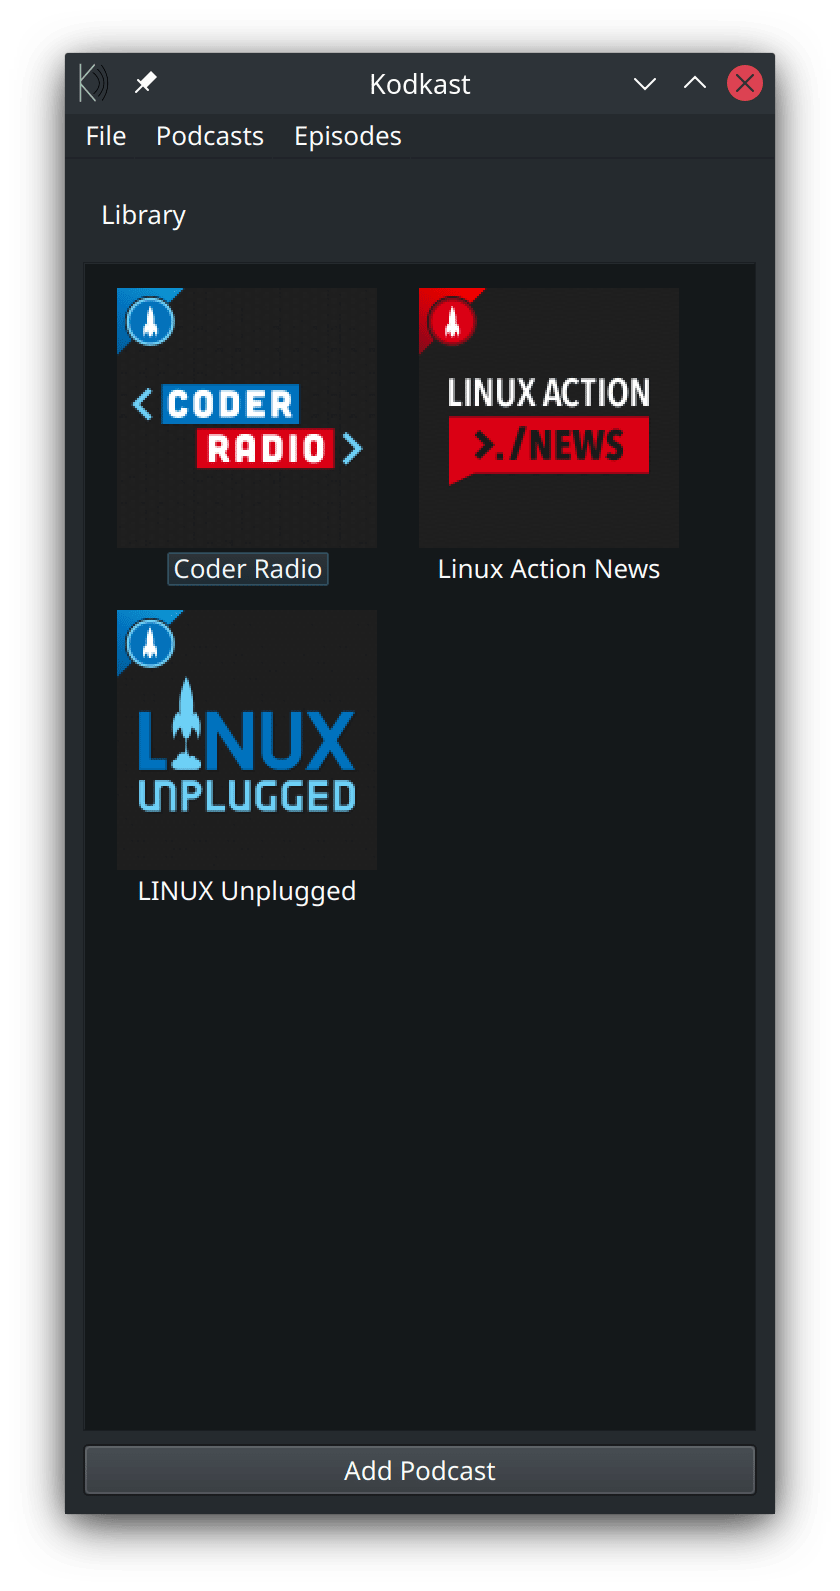 Kodkast
File Podcasts Episodes
Library
< CODER
RADIO >
Coder Radio
LINUX ACTION
>./NEWS
Linux Action News
LINUX
UNPLUGGED
LINUX Unplugged
Add Podcast